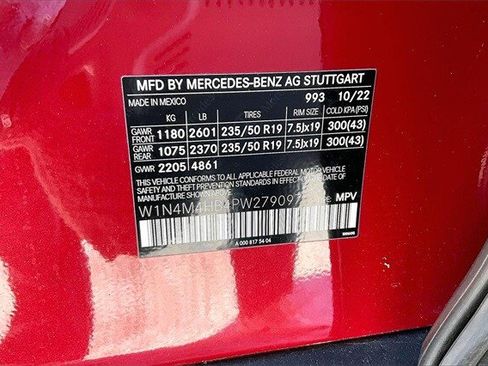 MFD BY MERCEDES-BENZ AG STUTTGART
MADE IN MEXICO 993 10/22
KG LB TIRES RIM SIZE COLD KPA (PSI)
GAWR FRONT 1180 2601 235/50 R19 7.5Jx19 300(43)
GAWR REAR 1075 2370 235/50 R19 7.5Jx19 300(43)
GVWR 2205 4861
THIS VEHICLE CONFORMS TO ALL APPLICABLE FEDERAL MOTOR VEHICLE
SAFETY BUMPER AND THEFT PREVENTION STANDARDS IN EFFECT ON THE DATE OF
MANUFACTURE SHOWN ABOVE.
MPV
A 000 817 54 04